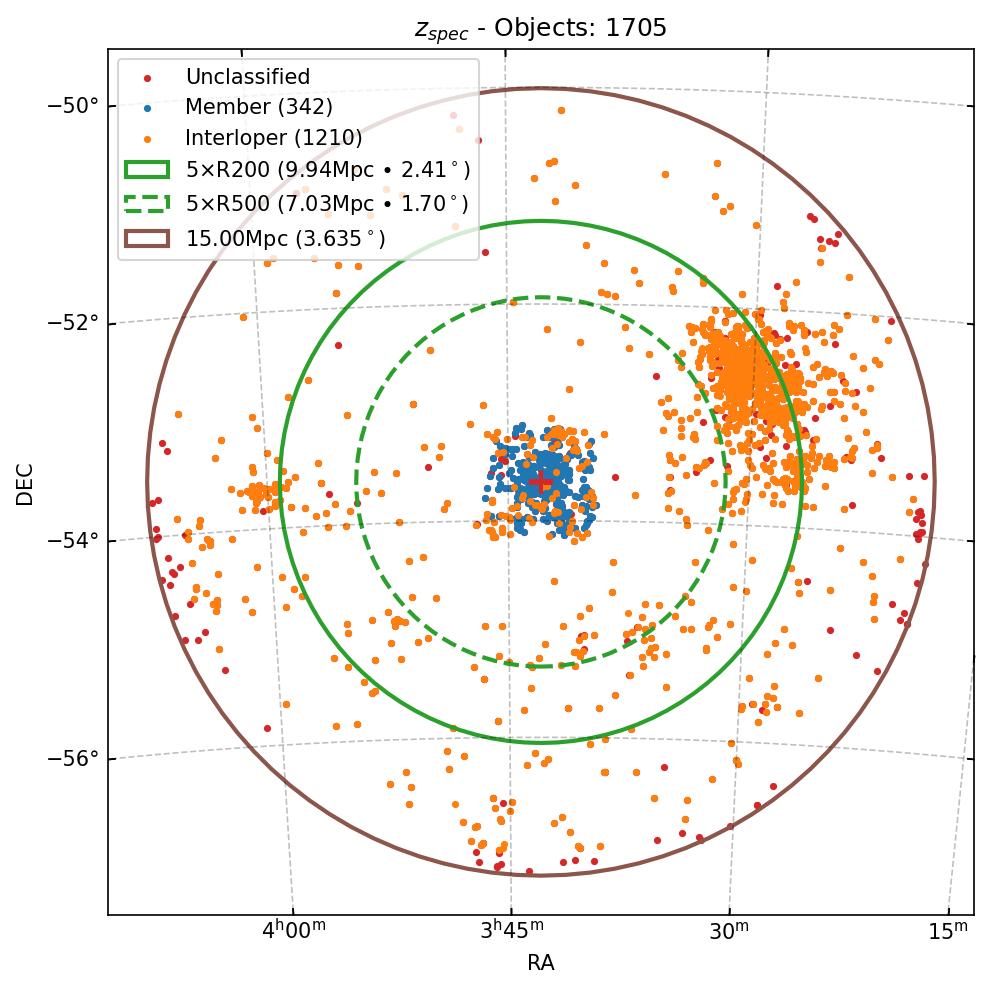 z_spec - Objects: 1705
Unclassified
Member (342)
Interloper (1210)
5×R200 (9.94Mpc • 2.41°)
5×R500 (7.03Mpc • 1.70°)
15.00Mpc (3.635°)
−50°
−52°
−54°
−56°
DEC
4ʰ00ᵐ 3ʰ45ᵐ 30ᵐ 15ᵐ
RA